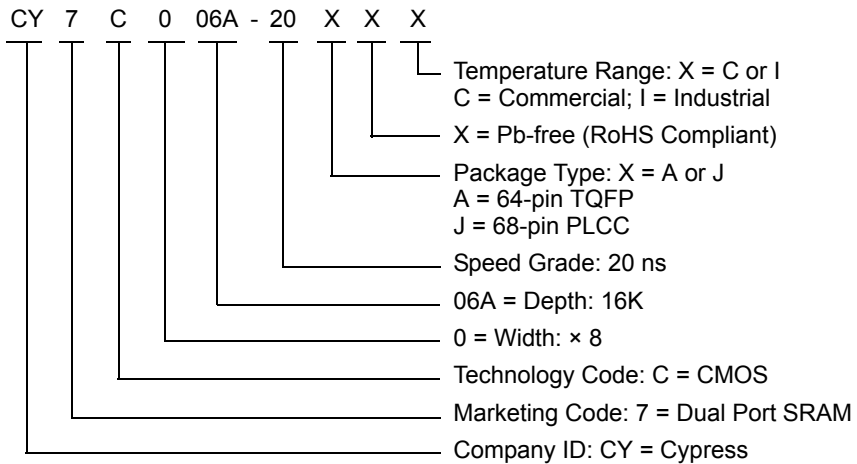 CY 7 C 0 06A - 20 X X X
Temperature Range: X = C or I
C = Commercial; I = Industrial
X = Pb-free (RoHS Compliant)
Package Type: X = A or J
A = 64-pin TQFP
J = 68-pin PLCC
Speed Grade: 20 ns
06A = Depth: 16K
0 = Width: × 8
Technology Code: C = CMOS
Marketing Code: 7 = Dual Port SRAM
Company ID: CY = Cypress